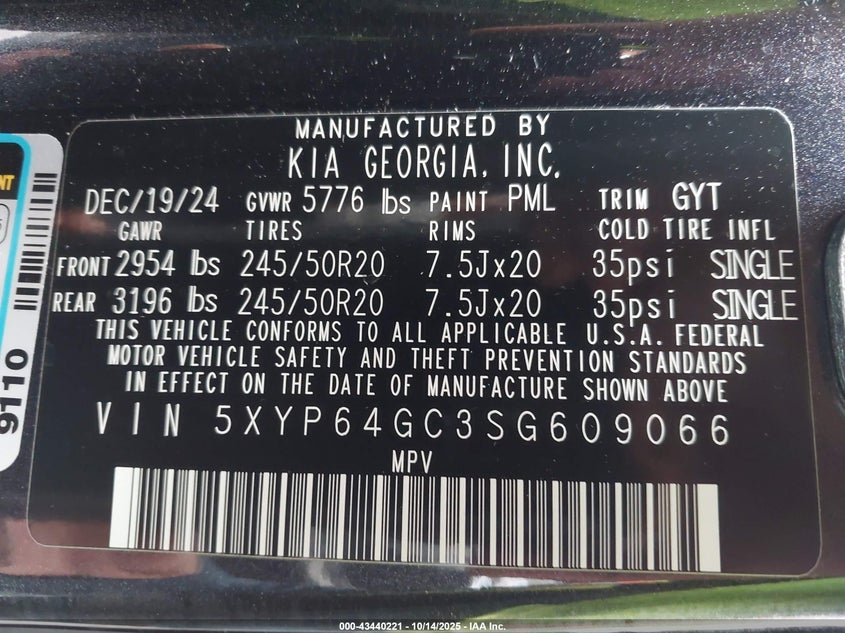 MANUFACTURED BY
KIA GEORGIA, INC.
DEC/19/24 GVWR 5776 lbs PAINT PML TRIM GYT
GAWR TIRES RIMS COLD TIRE INFL
FRONT 2954 lbs 245/50R20 7.5Jx20 35psi SINGLE
REAR 3196 lbs 245/50R20 7.5Jx20 35psi SINGLE
THIS VEHICLE CONFORMS TO ALL APPLICABLE U.S.A. FEDERAL
MOTOR VEHICLE SAFETY AND THEFT PREVENTION STANDARDS
IN EFFECT ON THE DATE OF MANUFACTURE SHOWN ABOVE
VIN 5XYP64GC3SG609066
MPV
9110
000-43440221 - 10/14/2025 - IAA Inc.